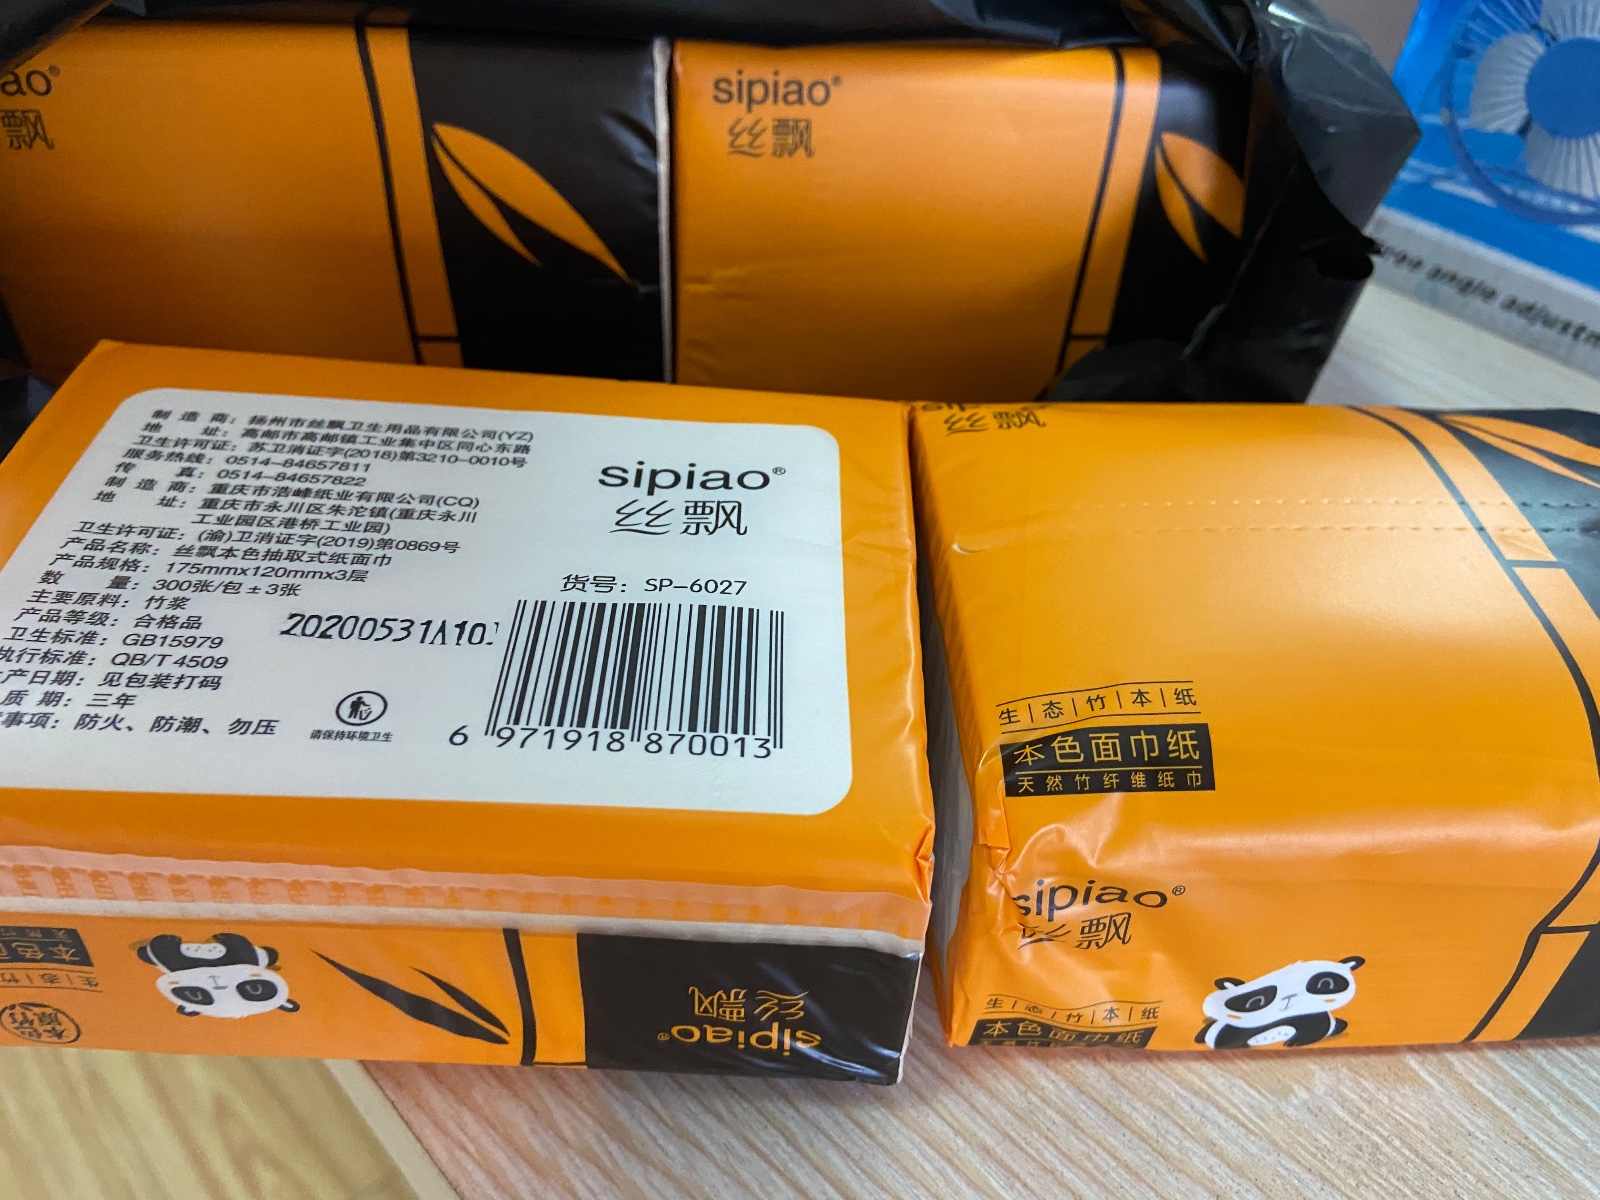 ao®
飘
sipiao®
丝飘
制造商：扬州市丝飘卫生用品有限公司(YZ)
地址：高邮市高邮镇工业集中区同心东路
卫生许可证：苏卫消证字(2018)第3210-0010号
服务热线：0514-84657811
传真：0514-84657822
制造商：重庆市浩峰纸业有限公司(CQ)
地址：重庆市永川区朱沱镇(重庆永川
工业园区港桥工业园)
卫生许可证：(渝)卫消证字(2019)第0869号
产品名称：丝飘本色抽取式纸面巾
产品规格：175mmx120mmx3层
数量：300张/包±3张
主要原料：竹浆
产品等级：合格品
卫生标准：GB15979
执行标准：QB/T 4509
产日期：见包装打码
质期：三年
事项：防火、防潮、勿压
20200531A10
请保持环境卫生
sipiao®
丝飘
货号：SP-6027
6 971918 870013
丝飘
生|态|竹|本|纸
本色面巾纸
天然竹纤维纸巾
sipiao®
丝飘
生|态|竹|本|纸
本色面巾纸
sipiao®
丝飘
生|态|竹
本色
three angle adjustm